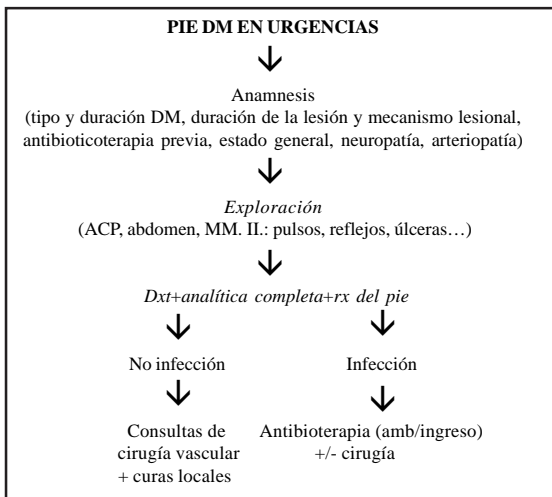 PIE DM EN URGENCIAS
Anamnesis
(tipo y duración DM, duración de la lesión y mecanismo lesional,
antibioticoterapia previa, estado general, neuropatía, arteriopatía)
Exploración
(ACP, abdomen, MM. II.: pulsos, reflejos, úlceras…)
Dxt+analítica completa+rx del pie
No infección
Infección
Consultas de
cirugía vascular
+ curas locales
Antibioterapia (amb/ingreso)
+/- cirugía